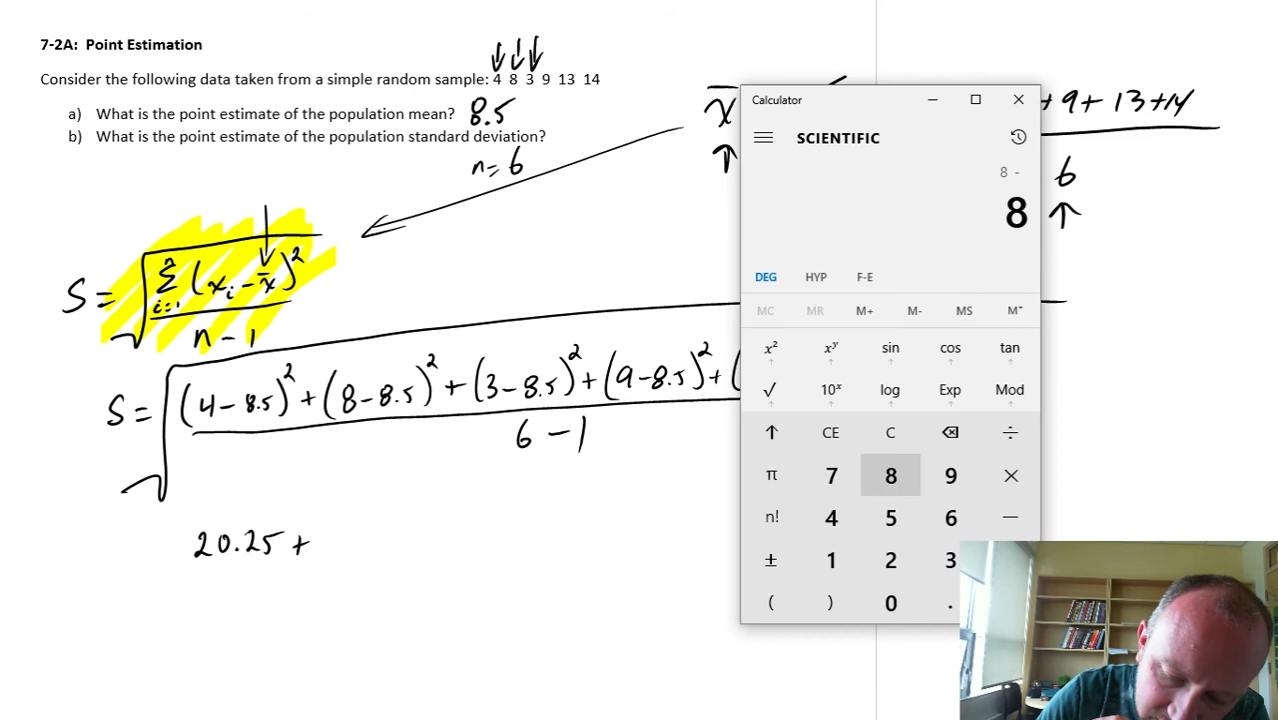 7-2A: Point Estimation
Consider the following data taken from a simple random sample: 4 8 3 9 13 14
a) What is the point estimate of the population mean? 8.5
b) What is the point estimate of the population standard deviation?
n=6
x̄
+ 9 + 13 + 14
6
S = √ Σ (xᵢ - x̄)²
i=1
n - 1
S = √ (4 - 8.5)² + (8 - 8.5)² + (3 - 8.5)² + (9 - 8.5)² + (
6 - 1
20.25 +
Calculator
SCIENTIFIC
8 -
8
DEG HYP F-E
MC MR M+ M- MS M˅
x² xʸ sin cos tan
√ 10ˣ log Exp Mod
↑ CE C ⌫ ÷
π 7 8 9 ×
n! 4 5 6 −
± 1 2 3
( ) 0 .